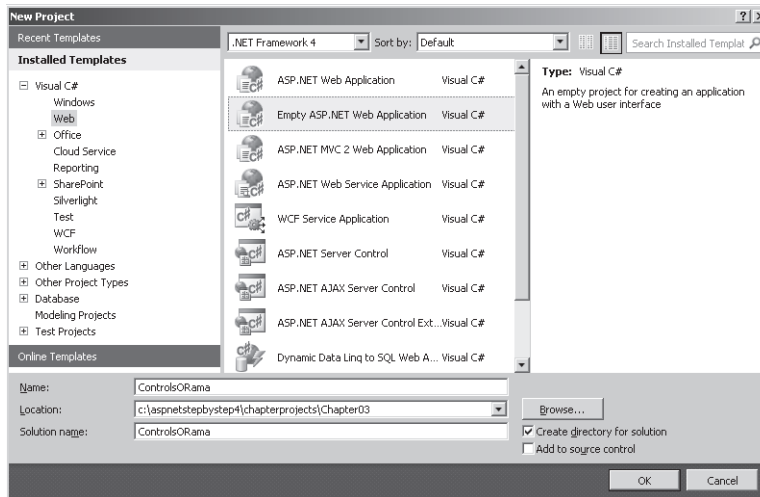 New Project
Recent Templates
.NET Framework 4
Sort by:
Default
Search Installed Templat
Installed Templates
Visual C#
Windows
Web
Office
Cloud Service
Reporting
SharePoint
Silverlight
Test
WCF
Workflow
Other Languages
Other Project Types
Database
Modeling Projects
Test Projects
Online Templates
ASP.NET Web Application Visual C#
Empty ASP.NET Web Application Visual C#
ASP.NET MVC 2 Web Application Visual C#
ASP.NET Web Service Application Visual C#
WCF Service Application Visual C#
ASP.NET Server Control Visual C#
ASP.NET AJAX Server Control Visual C#
ASP.NET AJAX Server Control Ext... Visual C#
Dynamic Data Linq to SQL Web A... Visual C#
Type: Visual C#
An empty project for creating an application
with a Web user interface
Name: ControlsORama
Location: c:\aspnetstepbystep4\chapterprojects\Chapter03
Browse...
Solution name: ControlsORama
Create directory for solution
Add to source control
OK
Cancel